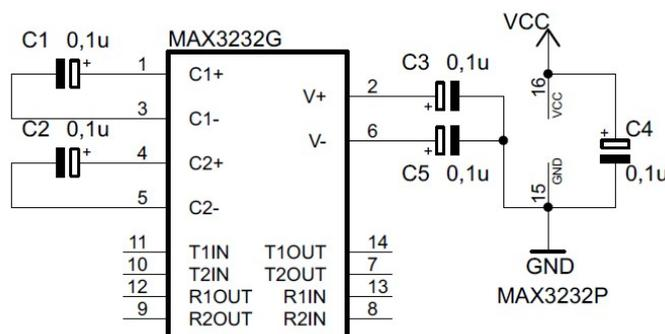 C1 0,1u
+
C2 0,1u
+
MAX3232G
1 C1+
3 C1-
4 C2+
5 C2-
V+ 2
V- 6
11 T1IN
10 T2IN
12 R1OUT
9 R2OUT
T1OUT 14
T2OUT 7
R1IN 13
R2IN 8
C3 0,1u
+
+
C5 0,1u
VCC
16
VCC
+
C4
0,1u
15
GND
GND
MAX3232P